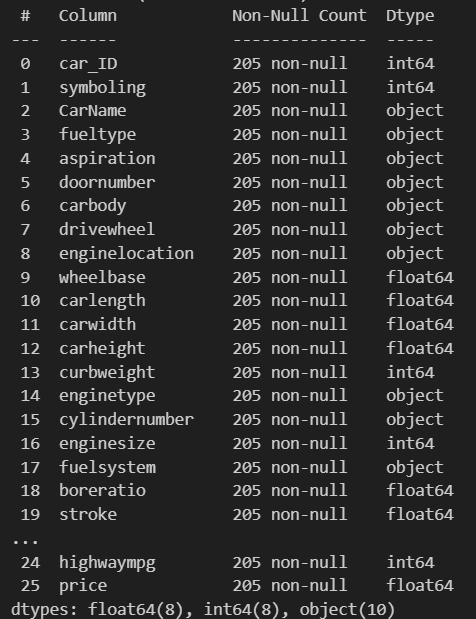 #   Column            Non-Null Count  Dtype
---  ------            --------------  -----
 0   car_ID            205 non-null    int64
 1   symboling         205 non-null    int64
 2   CarName           205 non-null    object
 3   fueltype          205 non-null    object
 4   aspiration        205 non-null    object
 5   doornumber        205 non-null    object
 6   carbody           205 non-null    object
 7   drivewheel        205 non-null    object
 8   enginelocation    205 non-null    object
 9   wheelbase         205 non-null    float64
 10  carlength         205 non-null    float64
 11  carwidth          205 non-null    float64
 12  carheight         205 non-null    float64
 13  curbweight        205 non-null    int64
 14  enginetype        205 non-null    object
 15  cylindernumber    205 non-null    object
 16  enginesize        205 non-null    int64
 17  fuelsystem        205 non-null    object
 18  boreratio         205 non-null    float64
 19  stroke            205 non-null    float64
...
 24  highwaympg        205 non-null    int64
 25  price             205 non-null    float64
dtypes: float64(8), int64(8), object(10)